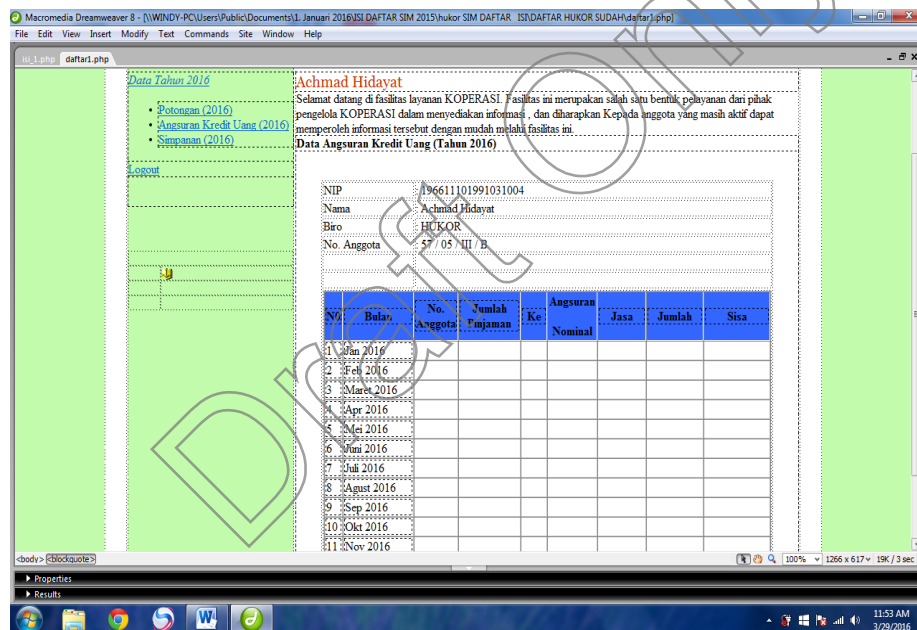 Macromedia Dreamweaver 8 - [\\WINDY-PC\Users\Public\Documents\1. Januari 2016\ISI DAFTAR SIM 2015\hukor SIM DAFTAR ISI\DAFTAR HUKOR SUDAH\daftar1.php]
File Edit View Insert Modify Text Commands Site Window Help
isi_1.php daftar1.php
Data Tahun 2016
Potongan (2016)
Angsuran Kredit Uang (2016)
Simpanan (2016)
Logout
Achmad Hidayat
Selamat datang di fasilitas layanan KOPERASI. Fasilitas ini merupakan salah satu bentuk pelayanan dari pihak
pengelola KOPERASI dalam menyediakan informasi , dan diharapkan Kepada anggota yang masih aktif dapat
memperoleh informasi tersebut dengan mudah melalui fasilitas ini.
Data Angsuran Kredit Uang (Tahun 2016)
NIP : 196611101991031004
Nama : Achmad Hidayat
Biro : HUKOR
No. Anggota : 57 / 05 / III / B
NO Bulan No. Anggota Jumlah Pinjaman Ke Angsuran Nominal Jasa Jumlah Sisa
1 Jan 2016
2 Feb 2016
3 Maret 2016
4 Apr 2016
5 Mei 2016
6 Juni 2016
7 Juli 2016
8 Agust 2016
9 Sep 2016
10 Okt 2016
11 Nov 2016
<body> <blockquote> 100% 1266 x 617 19K / 3 sec
Properties
Results
11:53 AM
3/29/2016
Draft Only